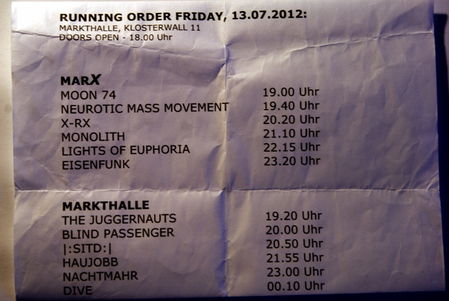 RUNNING ORDER FRIDAY, 13.07.2012:
MARKTHALLE, KLOSTERWALL 11
DOORS OPEN - 18.00 Uhr
MARX
MOON 74 19.00 Uhr
NEUROTIC MASS MOVEMENT 19.40 Uhr
X-RX 20.20 Uhr
MONOLITH 21.10 Uhr
LIGHTS OF EUPHORIA 22.15 Uhr
EISENFUNK 23.20 Uhr
MARKTHALLE
THE JUGGERNAUTS 19.20 Uhr
BLIND PASSENGER 20.00 Uhr
|:SITD:| 20.50 Uhr
HAUJOBB 21.55 Uhr
NACHTMAHR 23.00 Uhr
DIVE 00.10 Uhr